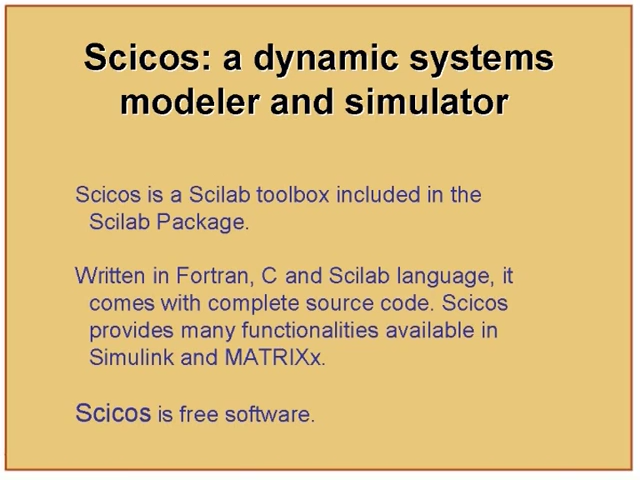 Scicos: a dynamic systems
modeler and simulator
Scicos is a Scilab toolbox included in the
Scilab Package.
Written in Fortran, C and Scilab language, it
comes with complete source code. Scicos
provides many functionalities available in
Simulink and MATRIXx.
Scicos is free software.